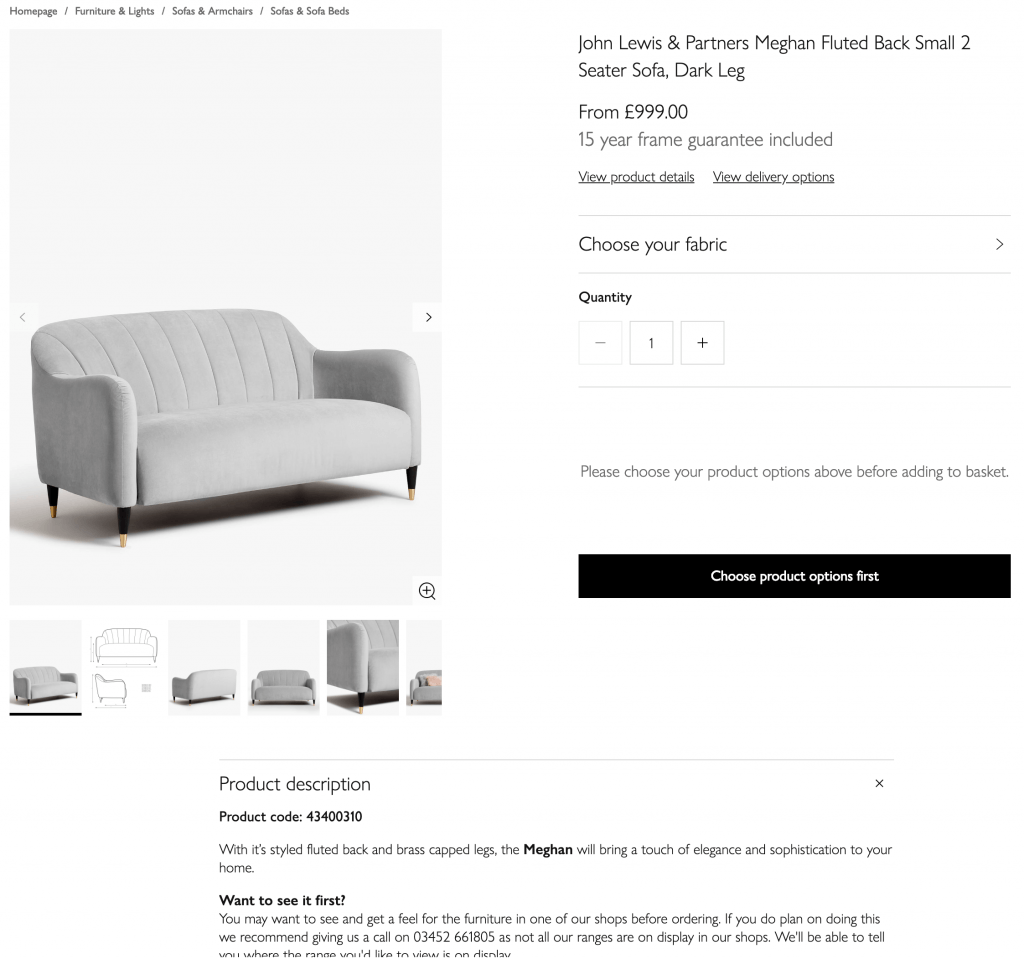 Homepage / Furniture & Lights / Sofas & Armchairs / Sofas & Sofa Beds
John Lewis & Partners Meghan Fluted Back Small 2
Seater Sofa, Dark Leg
From £999.00
15 year frame guarantee included
View product details View delivery options
Choose your fabric
Quantity
1
Please choose your product options above before adding to basket.
Choose product options first
Product description
Product code: 43400310
With it's styled fluted back and brass capped legs, the Meghan will bring a touch of elegance and sophistication to your
home.
Want to see it first?
You may want to see and get a feel for the furniture in one of our shops before ordering. If you do plan on doing this
we recommend giving us a call on 03452 661805 as not all our ranges are on display in our shops. We'll be able to tell
you where the range you'd like to view is on display.